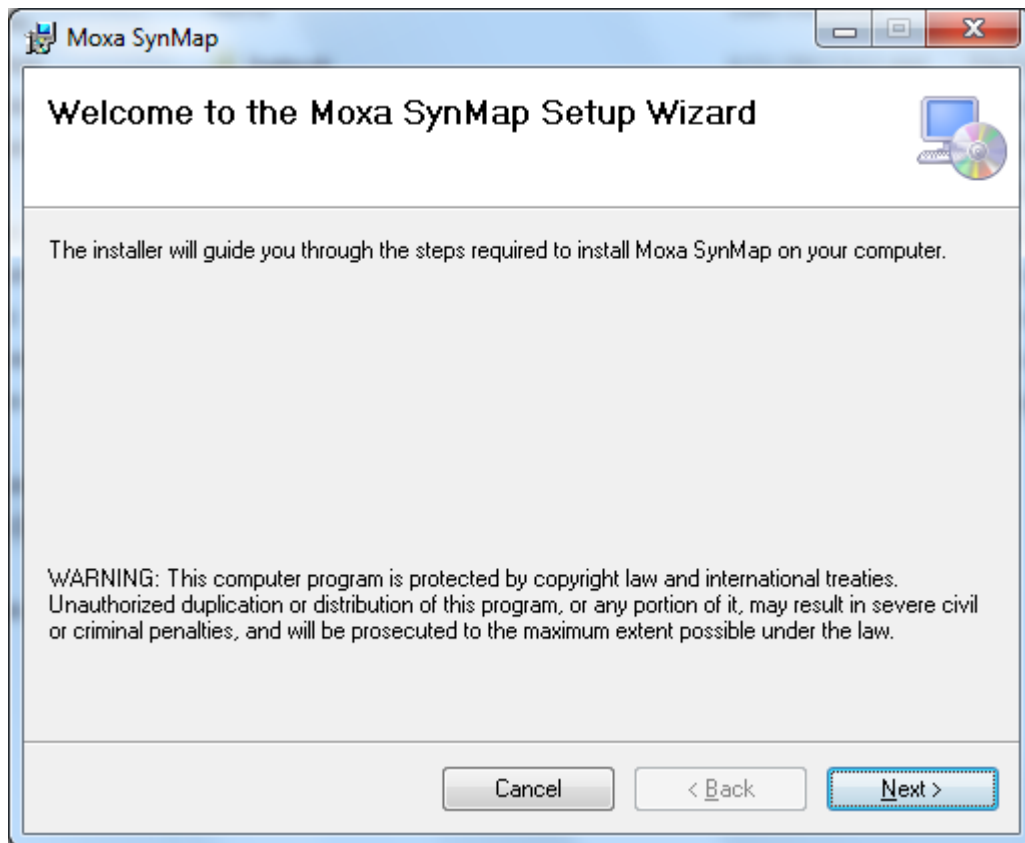 Moxa SynMap
Welcome to the Moxa SynMap Setup Wizard
The installer will guide you through the steps required to install Moxa SynMap on your computer.
WARNING: This computer program is protected by copyright law and international treaties.
Unauthorized duplication or distribution of this program, or any portion of it, may result in severe civil
or criminal penalties, and will be prosecuted to the maximum extent possible under the law.
Cancel
< Back
Next >